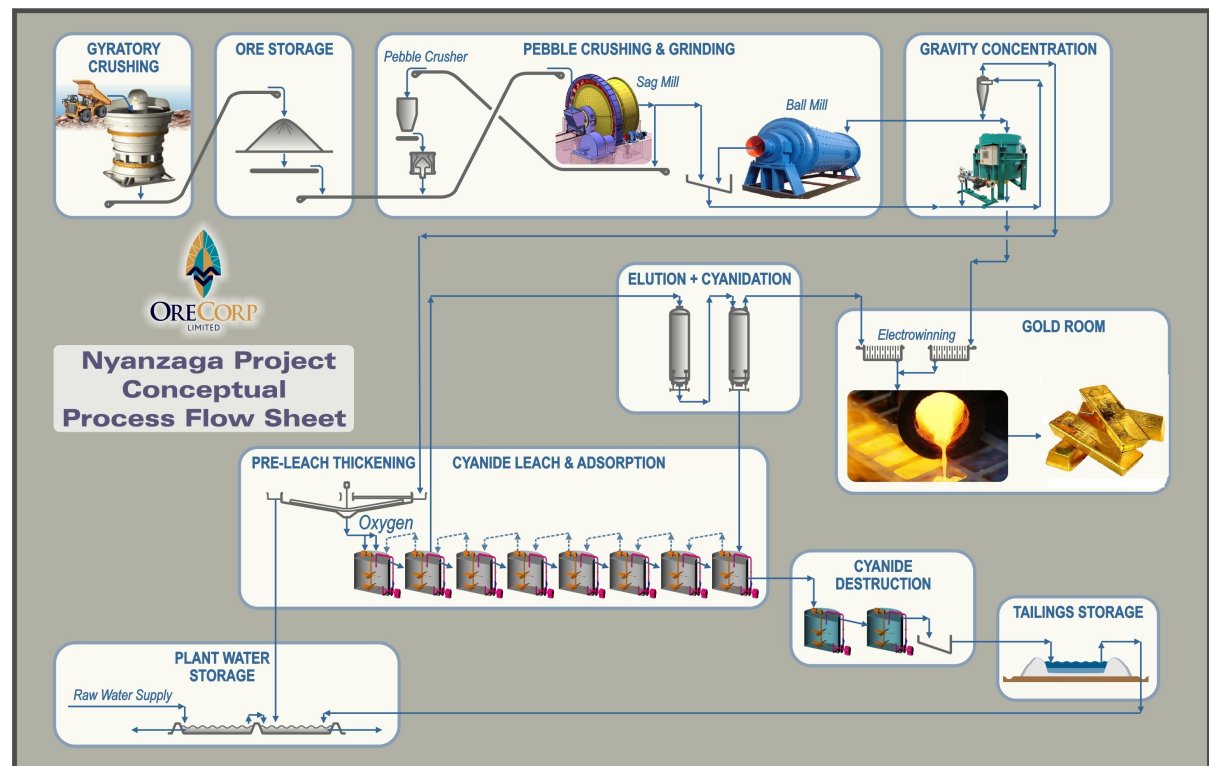 GYRATORY
CRUSHING
ORE STORAGE
PEBBLE CRUSHING & GRINDING
Pebble Crusher
Sag Mill
Ball Mill
GRAVITY CONCENTRATION
ORECORP
LIMITED
Nyanzaga Project
Conceptual
Process Flow Sheet
ELUTION + CYANIDATION
GOLD ROOM
Electrowinning
PRE-LEACH THICKENING
CYANIDE LEACH & ADSORPTION
Oxygen
CYANIDE
DESTRUCTION
TAILINGS STORAGE
PLANT WATER
STORAGE
Raw Water Supply